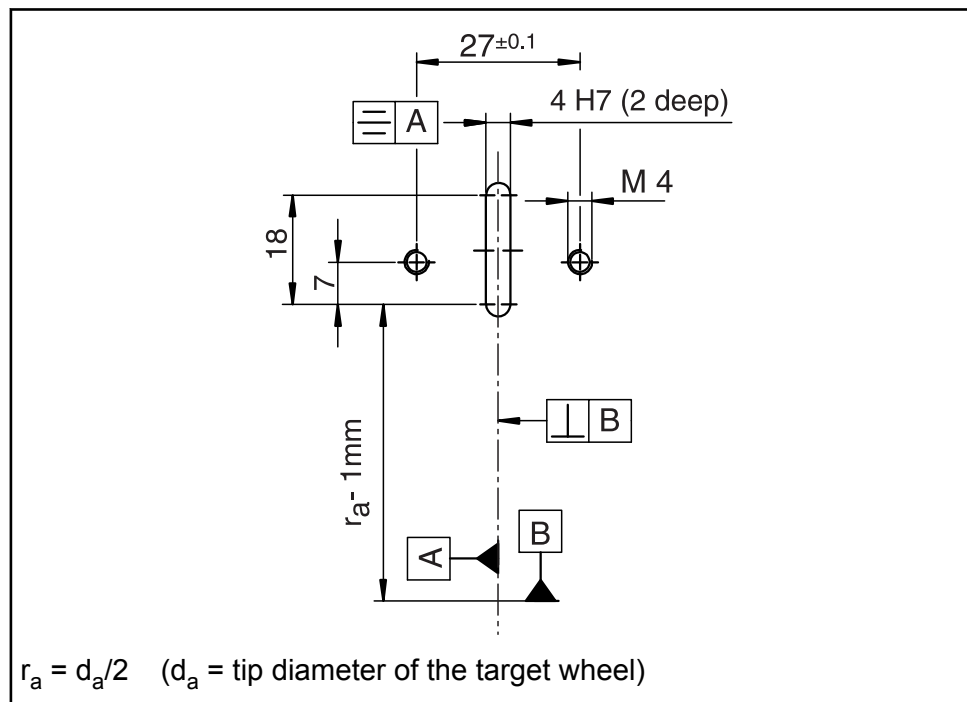 27±0.1
A
4 H7 (2 deep)
M 4
18
7
B
rₐ- 1mm
B
A
rₐ = dₐ/2 (dₐ = tip diameter of the target wheel)